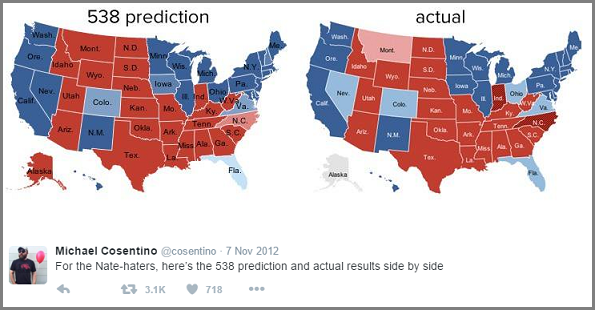 538 prediction
actual
Wash.
Mont.
N.D.
Minn
Me.
Ore.
Idaho
S.D.
Wis.
Mich.
N.Y.
Wyo.
Iowa
Pa.
Nev.
Utah
Colo.
Neb.
Ill.
Ind.
Ohio
W.V.
Va.
Calif.
Kan.
Mo.
Ky.
N.C.
Ariz.
N.M.
Okla.
Tenn.
S.C.
Tex.
La.
Miss
Ala.
Ga.
Alaska
Fla.
Wash.
Mont.
N.D.
Minn.
Me.
Ore.
Idaho
S.D.
Wis.
Mich.
N.Y.
Wyo.
Iowa
Pa.
Nev.
Utah
Colo.
Neb.
Ill.
Ind.
Ohio
W.V.
Va.
Calif.
Kan.
Mo.
Ky.
N.C.
Ariz.
N.M.
Okla.
Tenn.
S.C.
Tex.
La.
Miss.
Ala.
Ga.
Alaska
Fla.
Michael Cosentino @cosentino · 7 Nov 2012
For the Nate-haters, here's the 538 prediction and actual results side by side
3.1K 718